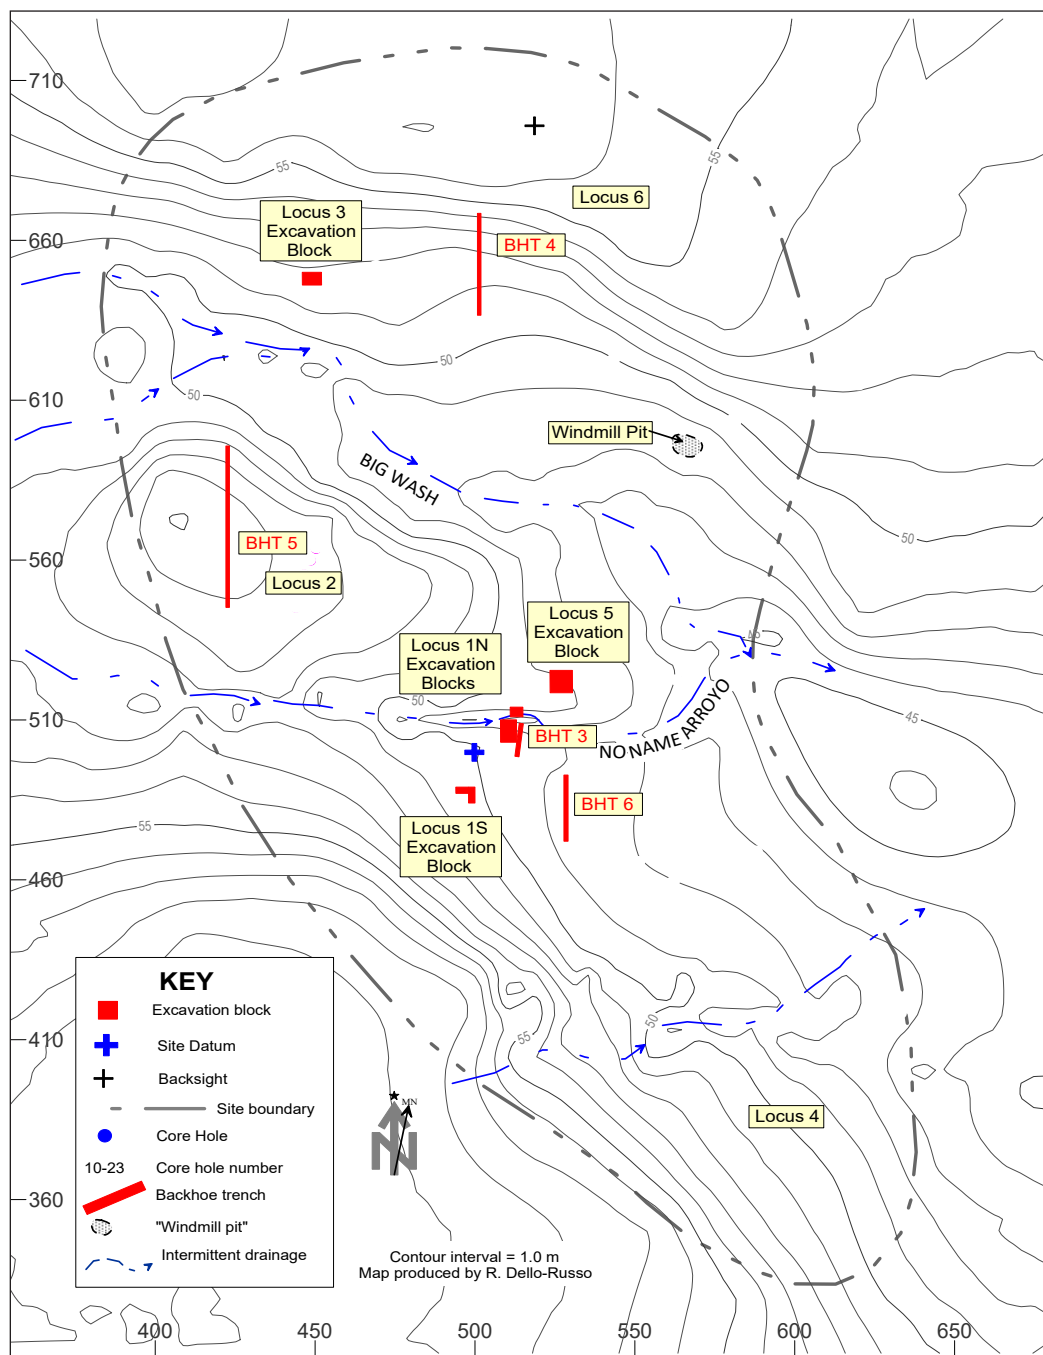 710
55
55
Locus 6
Locus 3
Excavation
Block
660
BHT 4
50
50
610
Windmill Pit
BIG WASH
50
BHT 5
560
Locus 2
Locus 5
Excavation
Block
45
Locus 1N
Excavation
Blocks
50
510
45
BHT 3
NO NAME ARROYO
BHT 6
55
Locus 1S
Excavation
Block
460
50
55
410
Locus 4
MN
N
360
KEY
Excavation block
Site Datum
Backsight
Site boundary
Core Hole
10-23 Core hole number
Backhoe trench
"Windmill pit"
Intermittent drainage
Contour interval = 1.0 m
Map produced by R. Dello-Russo
400 450 500 550 600 650